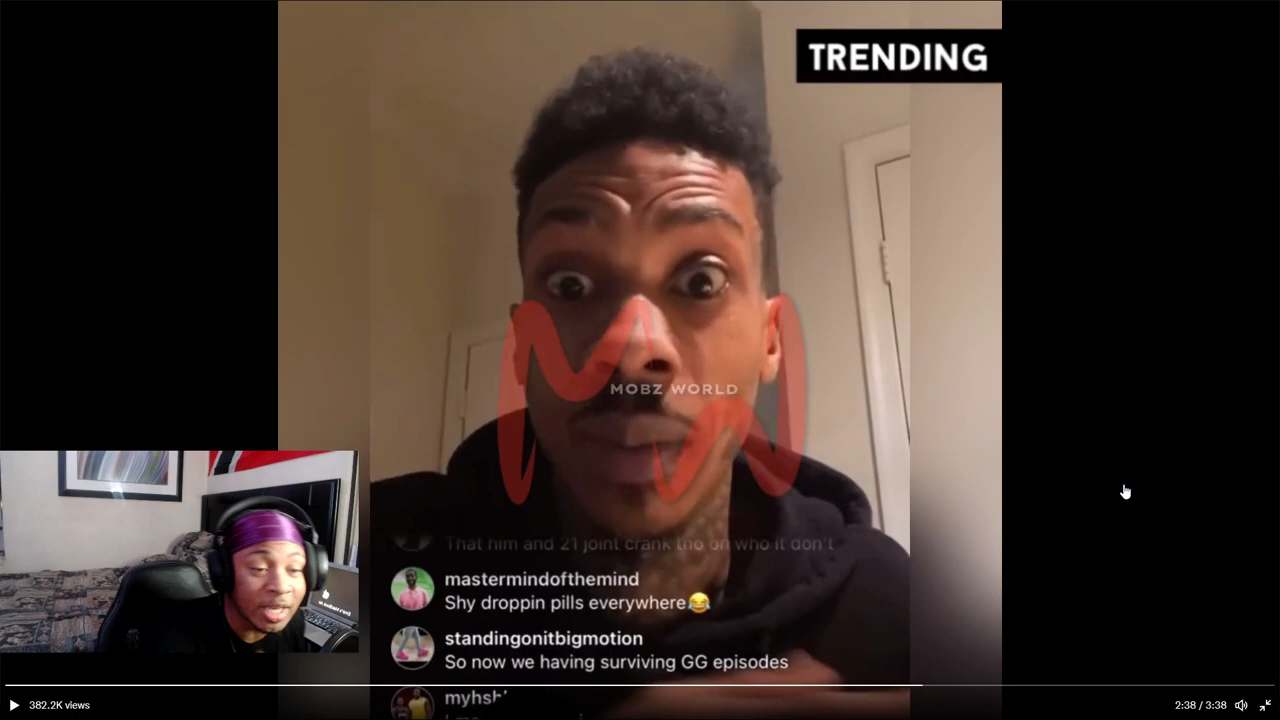 TRENDING
MOBZ WORLD
That him and 21 joint crank tho on who it don't
mastermindofthemind
Shy droppin pills everywhere😂
standingonitbigmotion
So now we having surviving GG episodes
382.2K views
2:38 / 3:38